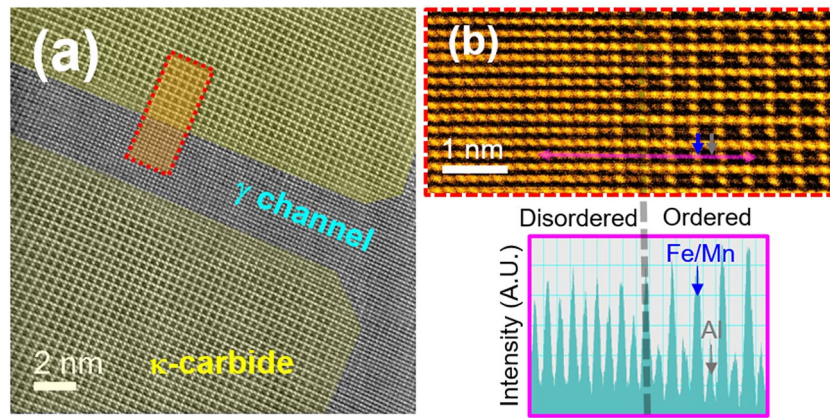 (a)
γ channel
κ-carbide
2 nm
(b)
1 nm
Disordered
Ordered
Intensity (A.U.)
Fe/Mn
Al